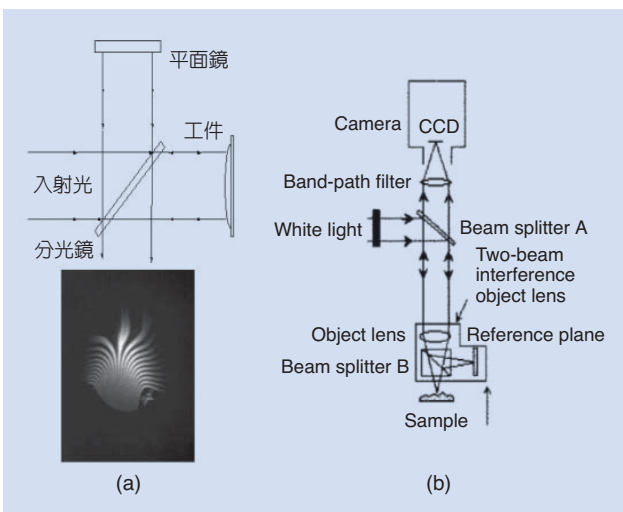 平面鏡
工件
入射光
分光鏡
(a)
Camera
CCD
Band-path filter
White light
Beam splitter A
Two-beam
interference
object lens
Object lens
Reference plane
Beam splitter B
Sample
(b)